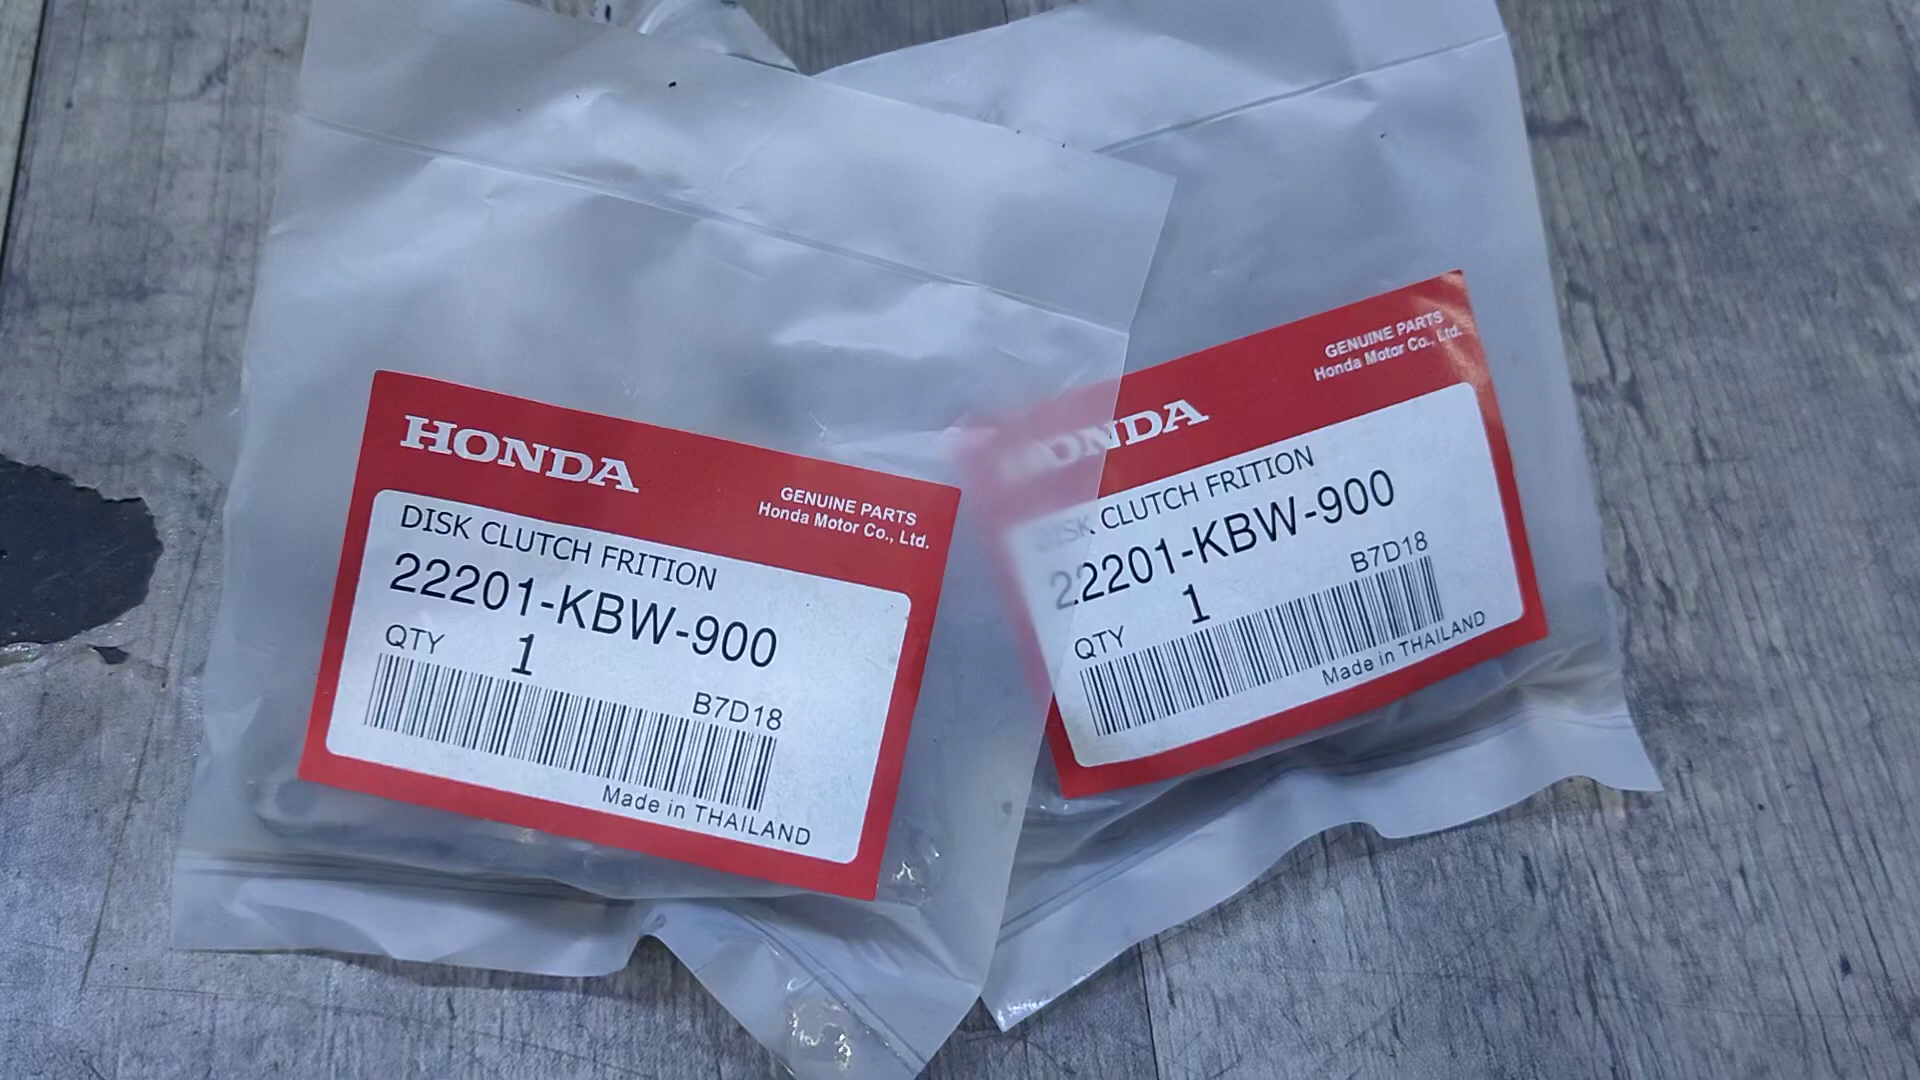 HONDA
GENUINE PARTS
Honda Motor Co., Ltd.
DISK CLUTCH FRITION
22201-KBW-900
QTY 1
B7D18
Made in THAILAND
HONDA
GENUINE PARTS
Honda Motor Co., Ltd.
DISK CLUTCH FRITION
22201-KBW-900
QTY 1
B7D18
Made in THAILAND